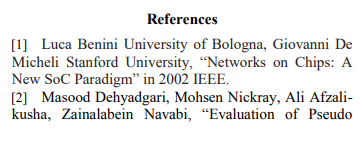 References
[1] Luca Benini University of Bologna, Giovanni De
Micheli Stanford University, “Networks on Chips: A
New SoC Paradigm” in 2002 IEEE.
[2] Masood Dehyadgari, Mohsen Nickray, Ali Afzali-
kusha, Zainalabein Navabi, “Evaluation of Pseudo